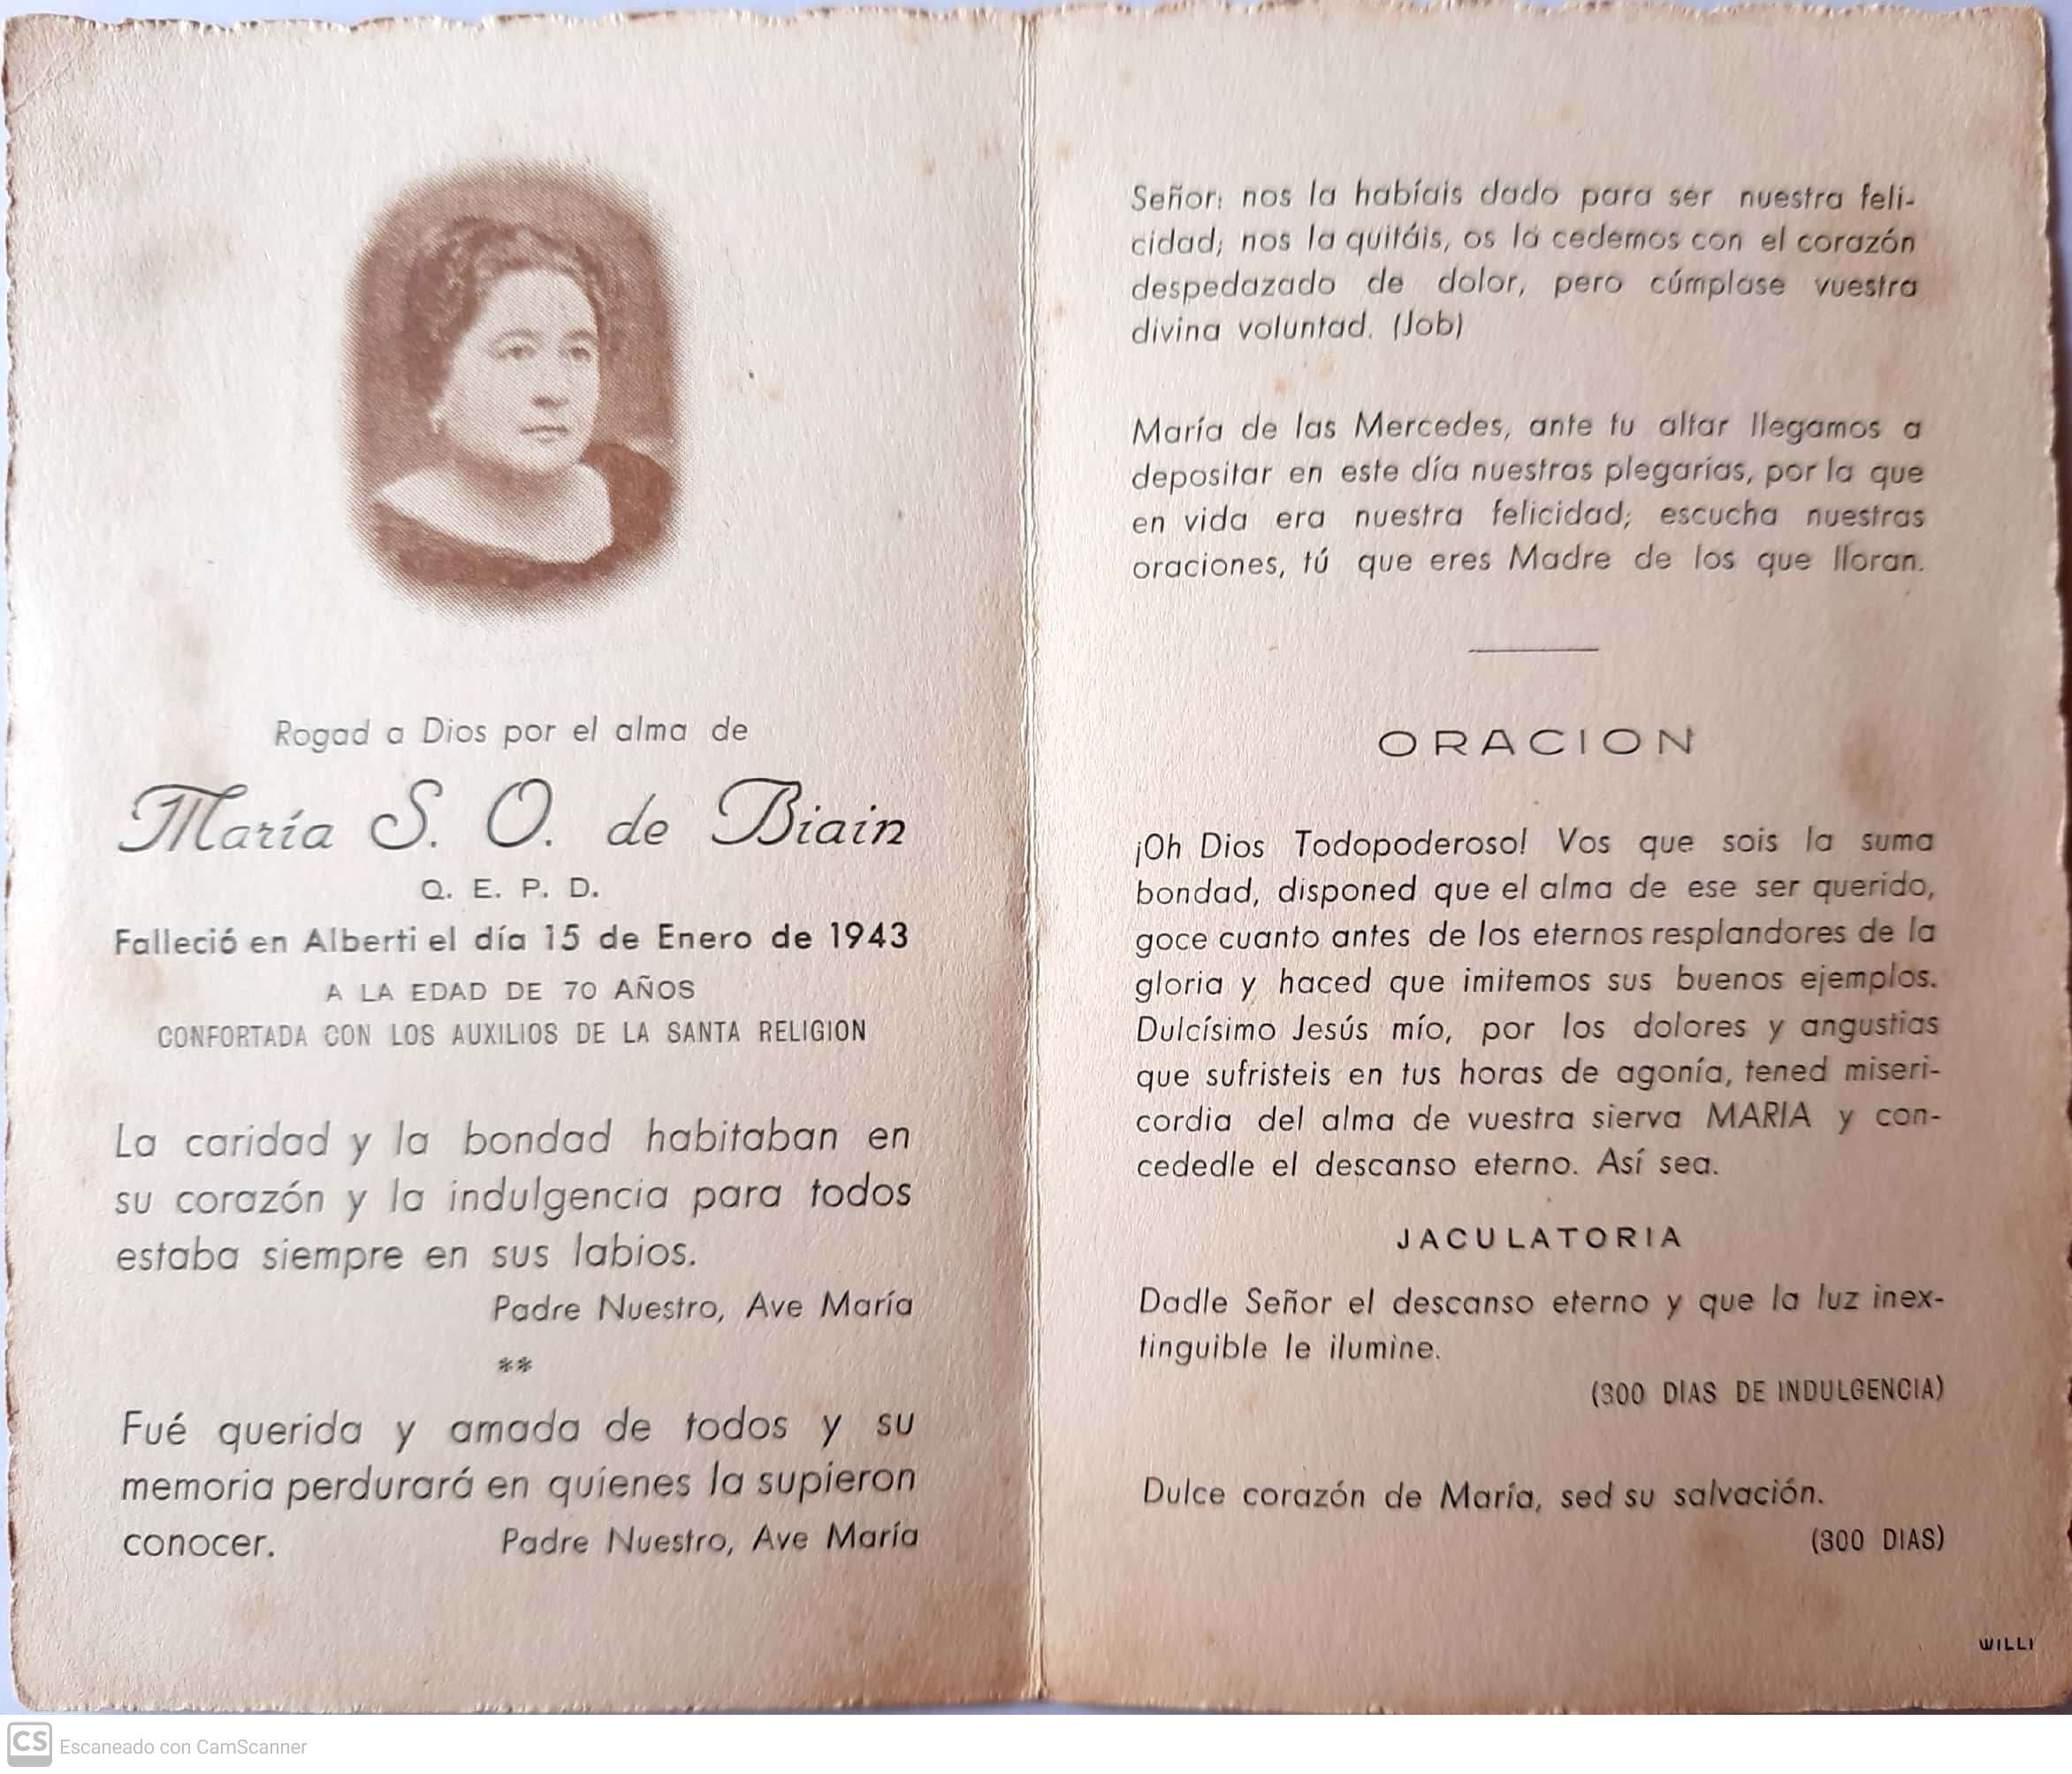 Rogad a Dios por el alma de
María S. O. de Biain
Q. E. P. D.
Falleció en Alberti el día 15 de Enero de 1943
A LA EDAD DE 70 AÑOS
CONFORTADA CON LOS AUXILIOS DE LA SANTA RELIGION
La caridad y la bondad habitaban en
su corazón y la indulgencia para todos
estaba siempre en sus labios.
Padre Nuestro, Ave María
**
Fué querida y amada de todos y su
memoria perdurará en quienes la supieron
conocer. Padre Nuestro, Ave María
Señor: nos la habíais dado para ser nuestra feli-
cidad; nos la quitáis, os la cedemos con el corazón
despedazado de dolor, pero cúmplase vuestra
divina voluntad. (Job)
María de las Mercedes, ante tu altar llegamos a
depositar en este día nuestras plegarias, por la que
en vida era nuestra felicidad; escucha nuestras
oraciones, tú que eres Madre de los que lloran.
ORACION
¡Oh Dios Todopoderoso! Vos que sois la suma
bondad, disponed que el alma de ese ser querido,
goce cuanto antes de los eternos resplandores de la
gloria y haced que imitemos sus buenos ejemplos.
Dulcísimo Jesús mío, por los dolores y angustias
que sufristeis en tus horas de agonía, tened miseri-
cordia del alma de vuestra sierva MARIA y con-
cededle el descanso eterno. Así sea.
JACULATORIA
Dadle Señor el descanso eterno y que la luz inex-
tinguible le ilumine.
(300 DIAS DE INDULGENCIA)
Dulce corazón de María, sed su salvación.
(300 DIAS)
WILLI
CS Escaneado con CamScanner